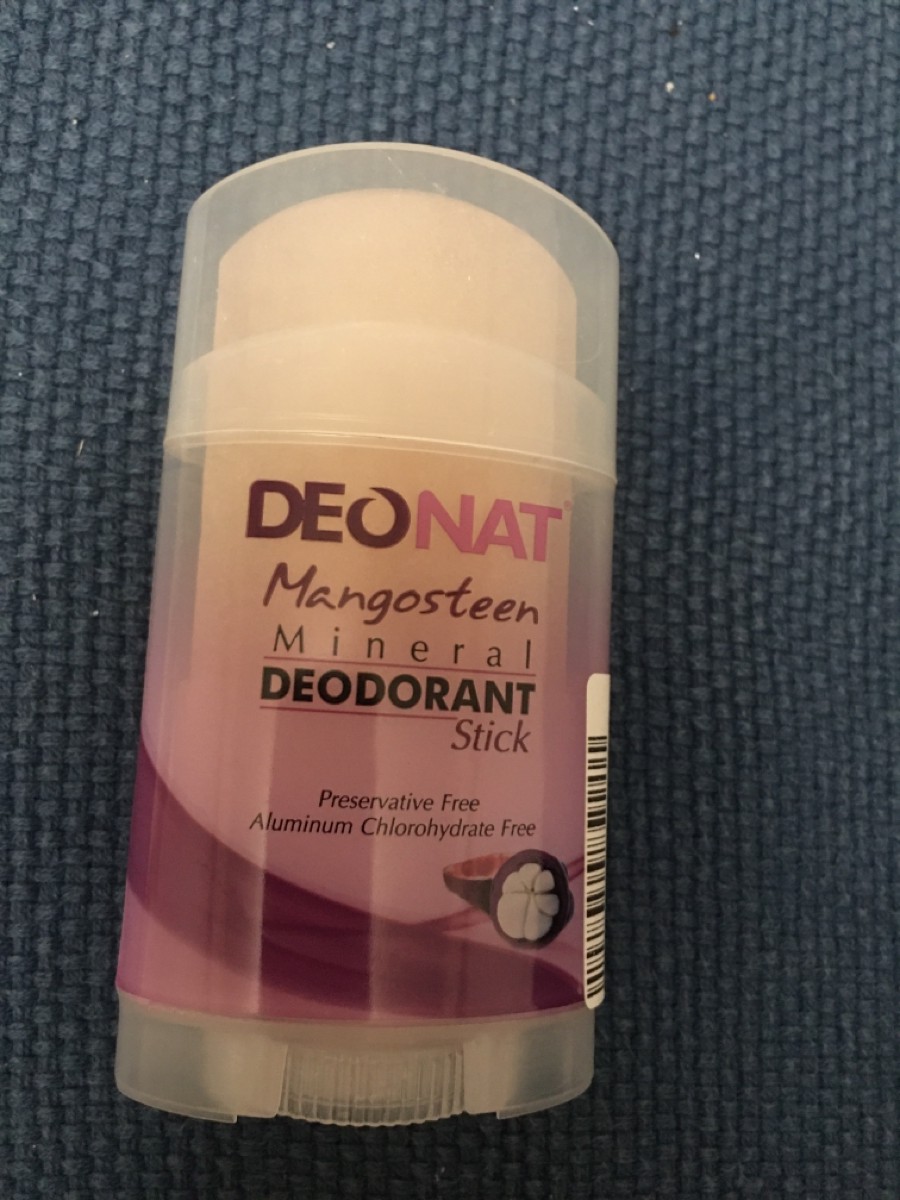 DEONAT®
Mangosteen
Mineral
DEODORANT
Stick
Preservative Free
Aluminum Chlorohydrate Free